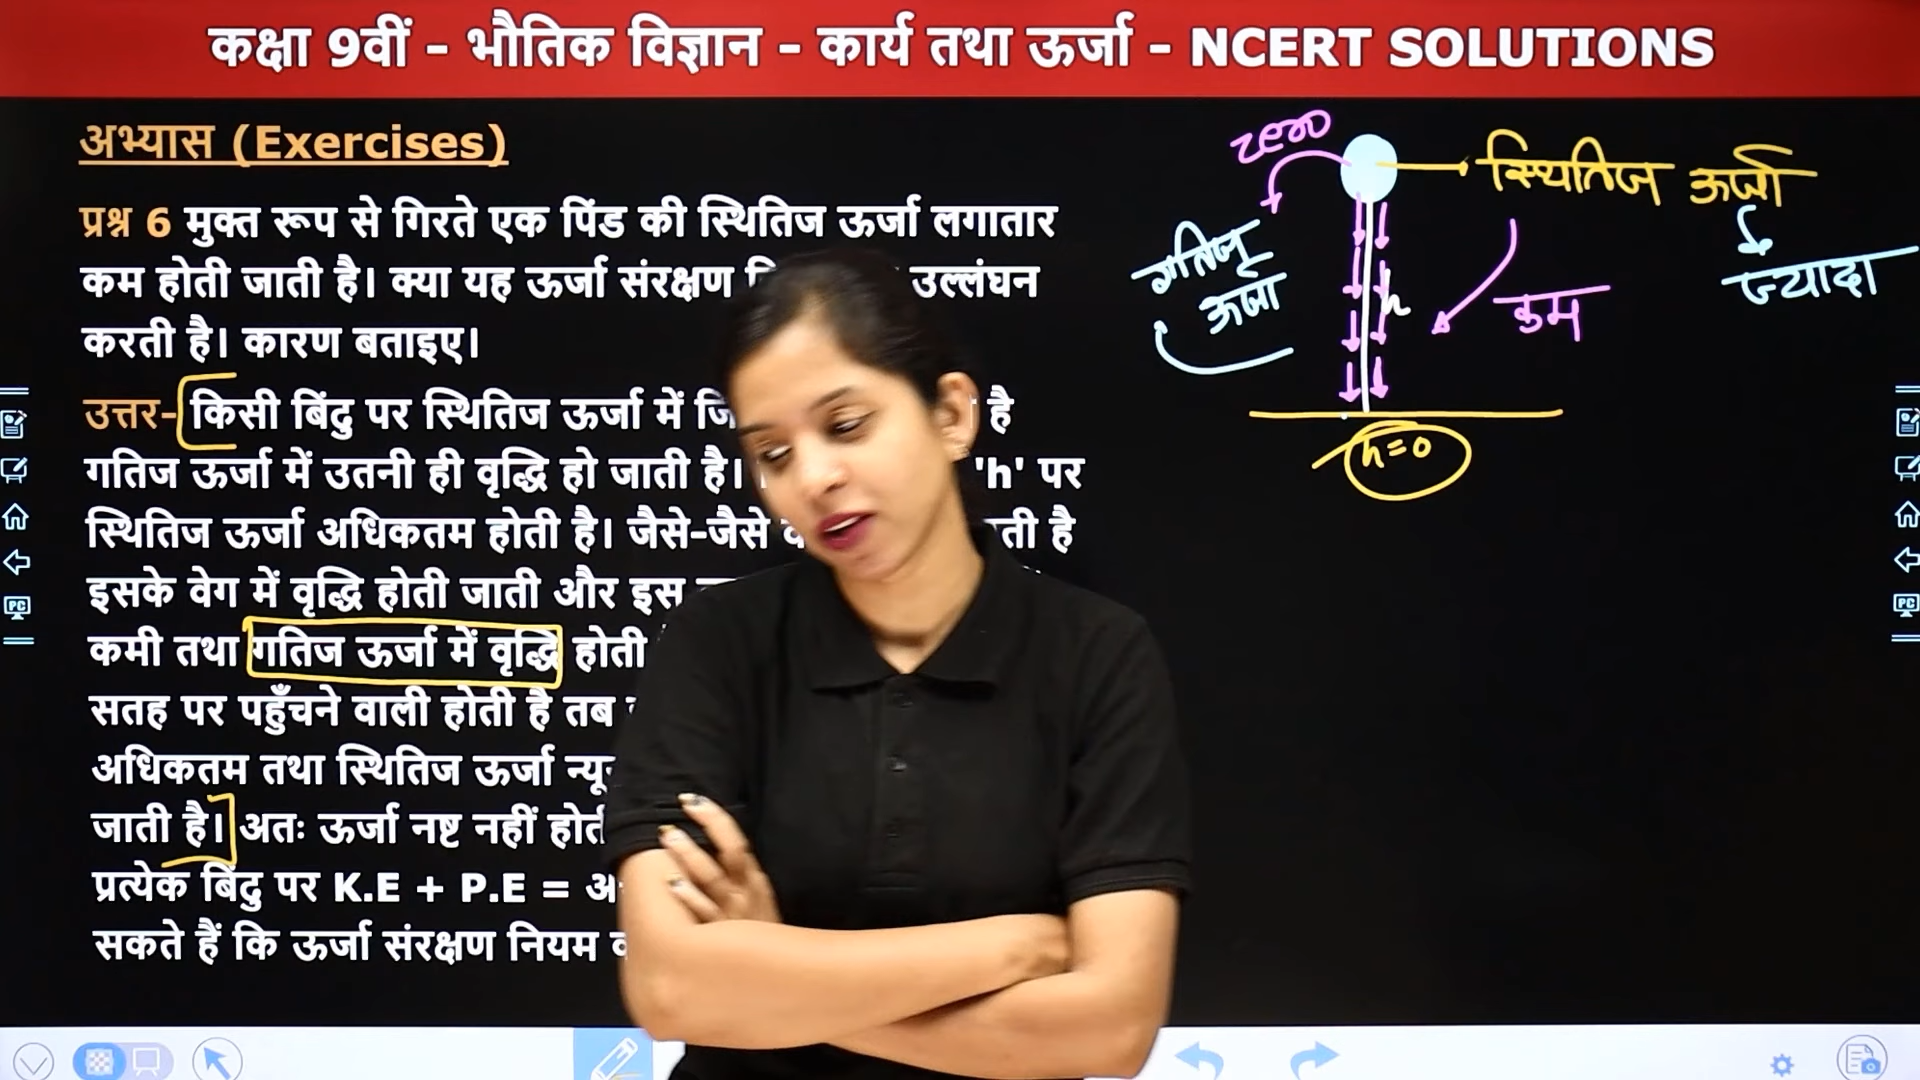 कक्षा 9वीं - भौतिक विज्ञान - कार्य तथा ऊर्जा - NCERT SOLUTIONS
अभ्यास (Exercises)
प्रश्न 6 मुक्त रूप से गिरते एक पिंड की स्थितिज ऊर्जा लगातार
कम होती जाती है। क्या यह ऊर्जा संरक्षण उल्लंघन
करती है। कारण बताइए।
उत्तर- किसी बिंदु पर स्थितिज ऊर्जा में है
गतिज ऊर्जा में उतनी ही वृद्धि हो जाती है। 'h' पर
स्थितिज ऊर्जा अधिकतम होती है। जैसे-जैसे है
इसके वेग में वृद्धि होती जाती और इस
कमी तथा गतिज ऊर्जा में वृद्धि होती
सतह पर पहुँचने वाली होती है तब
अधिकतम तथा स्थितिज ऊर्जा
जाती है। अतः ऊर्जा नष्ट नहीं
प्रत्येक बिंदु पर K.E + P.E =
सकते हैं कि ऊर्जा संरक्षण नियम
zero
स्थितिज ऊर्जा
ज्यादा
गतिज
ऊर्जा
h
कम
h=0
PC
PC